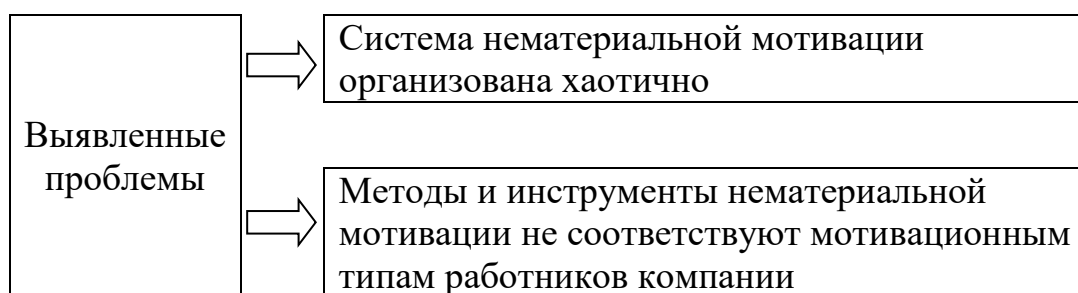 Выявленные
проблемы
Система нематериальной мотивации
организована хаотично
Методы и инструменты нематериальной
мотивации не соответствуют мотивационным
типам работников компании